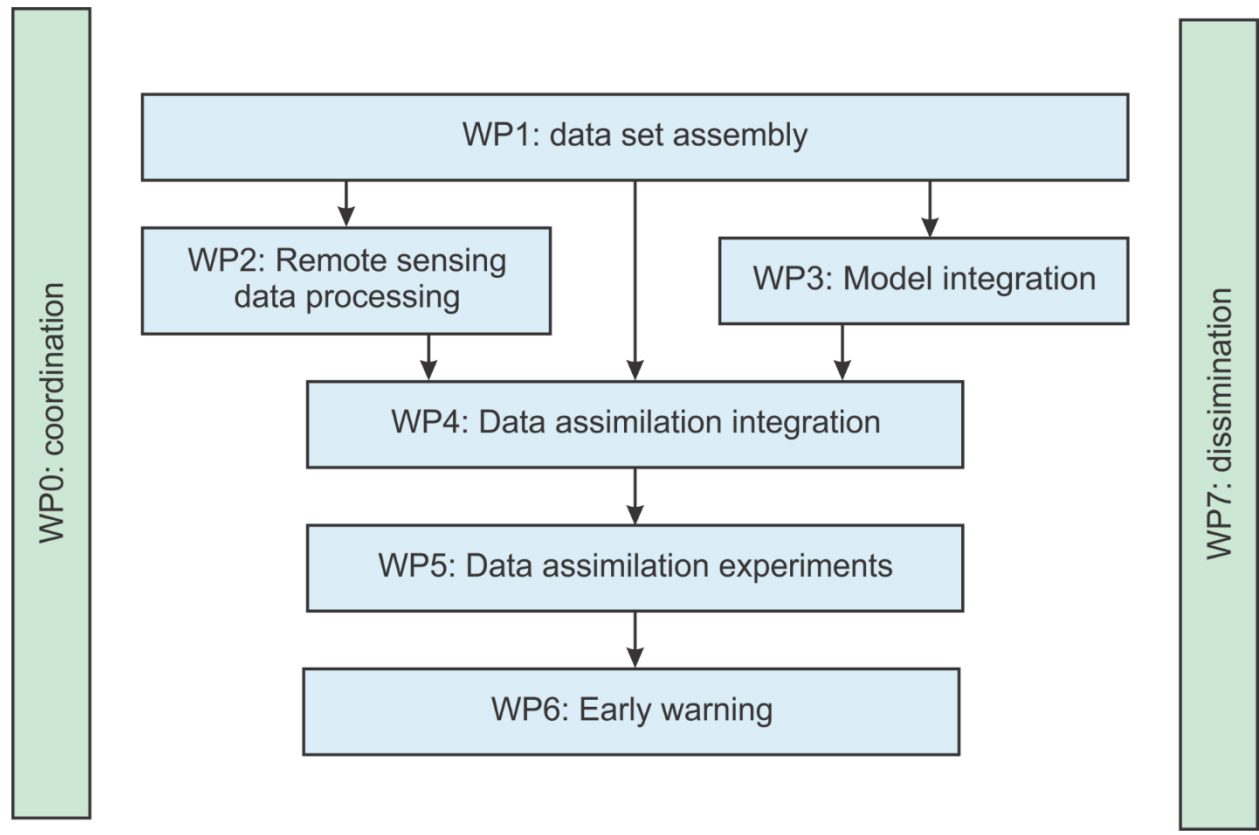 WP0: coordination
WP1: data set assembly
WP2: Remote sensing
data processing
WP3: Model integration
WP4: Data assimilation integration
WP5: Data assimilation experiments
WP6: Early warning
WP7: dissimination